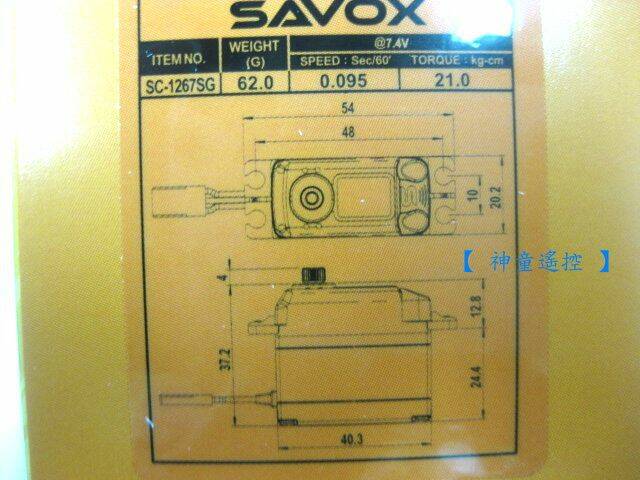 SAVOX
ITEM NO. WEIGHT (G) @7.4V
SPEED : Sec/60' TORQUE : kg-cm
SC-1267SG 62.0 0.095 21.0
54
48
10
20.2
【 神童遙控 】
4
12.8
37.2
24.4
40.3